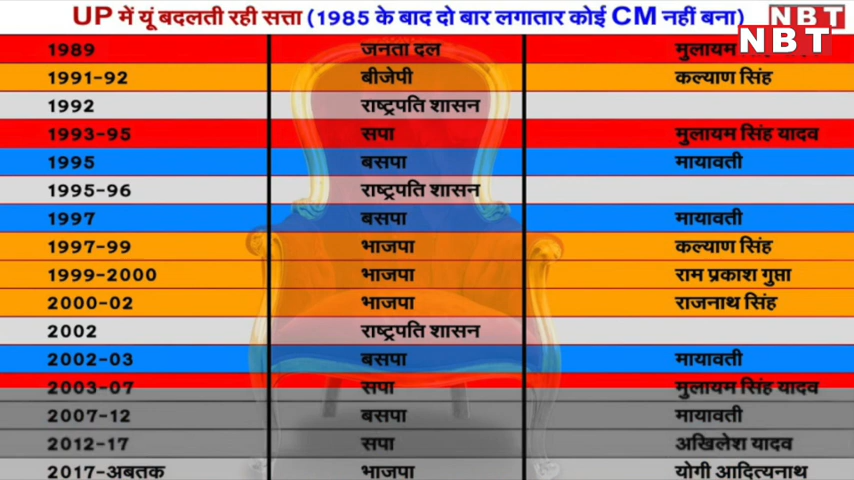 UP में यूं बदलती रही सत्ता (1985 के बाद दो बार लगातार कोई CM नहीं बना)
NBT
NBT
1989 जनता दल मुलायम
1991-92 बीजेपी कल्याण सिंह
1992 राष्ट्रपति शासन
1993-95 सपा मुलायम सिंह यादव
1995 बसपा मायावती
1995-96 राष्ट्रपति शासन
1997 बसपा मायावती
1997-99 भाजपा कल्याण सिंह
1999-2000 भाजपा राम प्रकाश गुप्ता
2000-02 भाजपा राजनाथ सिंह
2002 राष्ट्रपति शासन
2002-03 बसपा मायावती
2003-07 सपा मुलायम सिंह यादव
2007-12 बसपा मायावती
2012-17 सपा अखिलेश यादव
2017-अबतक भाजपा योगी आदित्यनाथ